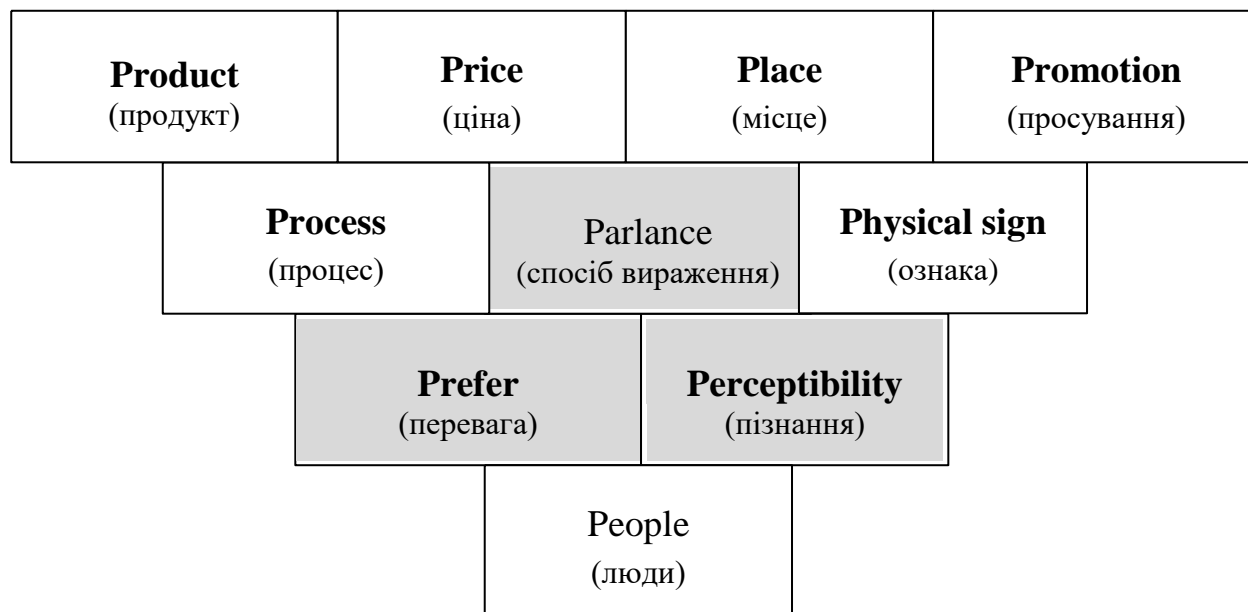 Product
(продукт)
Price
(ціна)
Place
(місце)
Promotion
(просування)
Process
(процес)
Parlance
(спосіб вираження)
Physical sign
(ознака)
Prefer
(перевага)
Perceptibility
(пізнання)
People
(люди)